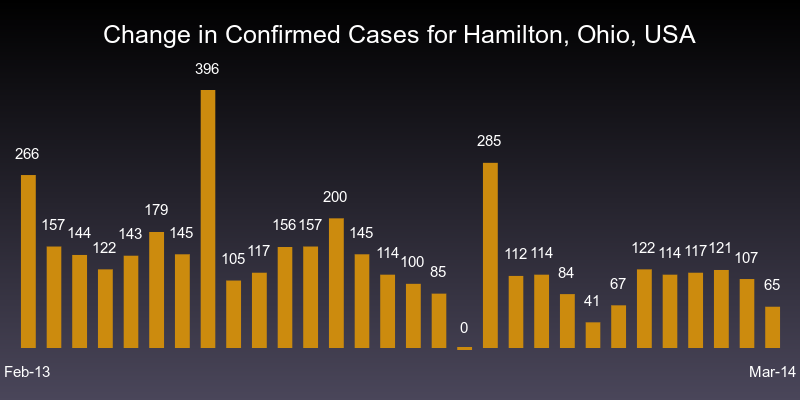 Change in Confirmed Cases for Hamilton, Ohio, USA
266 157 144 122 143 179 145 396 105 117 156 157 200 145 114 100 85 0 285 112 114 84 41 67 122 114 117 121 107 65
Feb-13 Mar-14